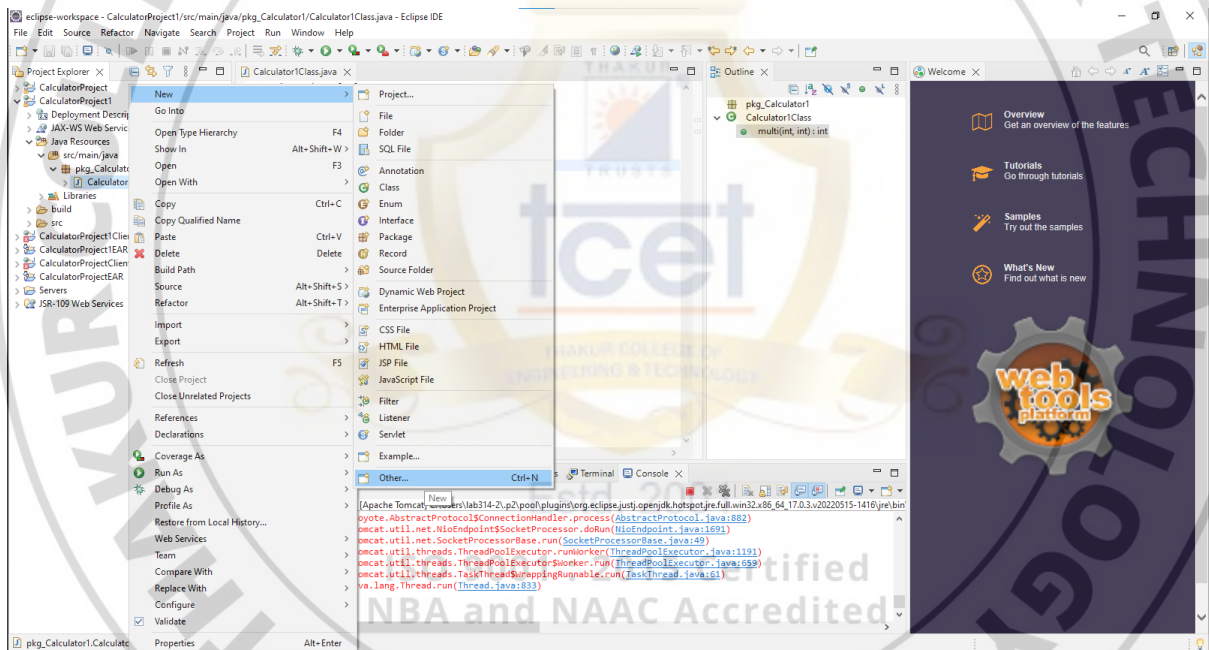 eclipse-workspace - CalculatorProject1/src/main/java/pkg_Calculator1/Calculator1Class.java - Eclipse IDE
File Edit Source Refactor Navigate Search Project Run Window Help
Project Explorer
CalculatorProject
CalculatorProject1
Deployment Descrip
JAX-WS Web Servic
Java Resources
src/main/java
pkg_Calculato
Calculator
Libraries
build
src
CalculatorProject1Clien
CalculatorProject1EAR
CalculatorProjectClien
CalculatorProjectEAR
Servers
JSR-109 Web Services
Calculator1Class.java
New
Go Into
Open Type Hierarchy F4
Show In Alt+Shift+W >
Open F3
Open With >
Copy Ctrl+C
Copy Qualified Name
Paste Ctrl+V
Delete Delete
Build Path >
Source Alt+Shift+S >
Refactor Alt+Shift+T >
Import >
Export >
Refresh F5
Close Project
Close Unrelated Projects
References >
Declarations >
Coverage As >
Run As >
Debug As >
Profile As >
Restore from Local History...
Web Services >
Team >
Compare With >
Replace With >
Configure >
Validate
Properties Alt+Enter
Project...
File
Folder
SQL File
Annotation
Class
Enum
Interface
Package
Record
Source Folder
Dynamic Web Project
Enterprise Application Project
CSS File
HTML File
JSP File
JavaScript File
Filter
Listener
Servlet
Example...
Other... Ctrl+N
New
Outline
pkg_Calculator1
Calculator1Class
multi(int, int) : int
Welcome
Overview
Get an overview of the features
Tutorials
Go through tutorials
Samples
Try out the samples
What's New
Find out what is new
web
tools
platform
s Terminal Console
[Apache Tomcat] C:\Users\lab314-2\.p2\pool\plugins\org.eclipse.justj.openjdk.hotspot.jre.full.win32.x86_64_17.0.3.v20220515-1416\jre\bin\
oyote.AbstractProtocol$ConnectionHandler.process(AbstractProtocol.java:882)
omcat.util.net.NioEndpoint$SocketProcessor.doRun(NioEndpoint.java:1691)
omcat.util.net.SocketProcessorBase.run(SocketProcessorBase.java:49)
omcat.util.threads.ThreadPoolExecutor.runWorker(ThreadPoolExecutor.java:1191)
omcat.util.threads.ThreadPoolExecutor$Worker.run(ThreadPoolExecutor.java:659)
omcat.util.threads.TaskThread$WrappingRunnable.run(TaskThread.java:61)
va.lang.Thread.run(Thread.java:833)
pkg_Calculator1.Calculato
THAKUR
TRUSTS
tcet
THAKUR COLLEGE OF
ENGINEERING & TECHNOLOGY
Estd. 20
ertified
NBA and NAAC Accredited